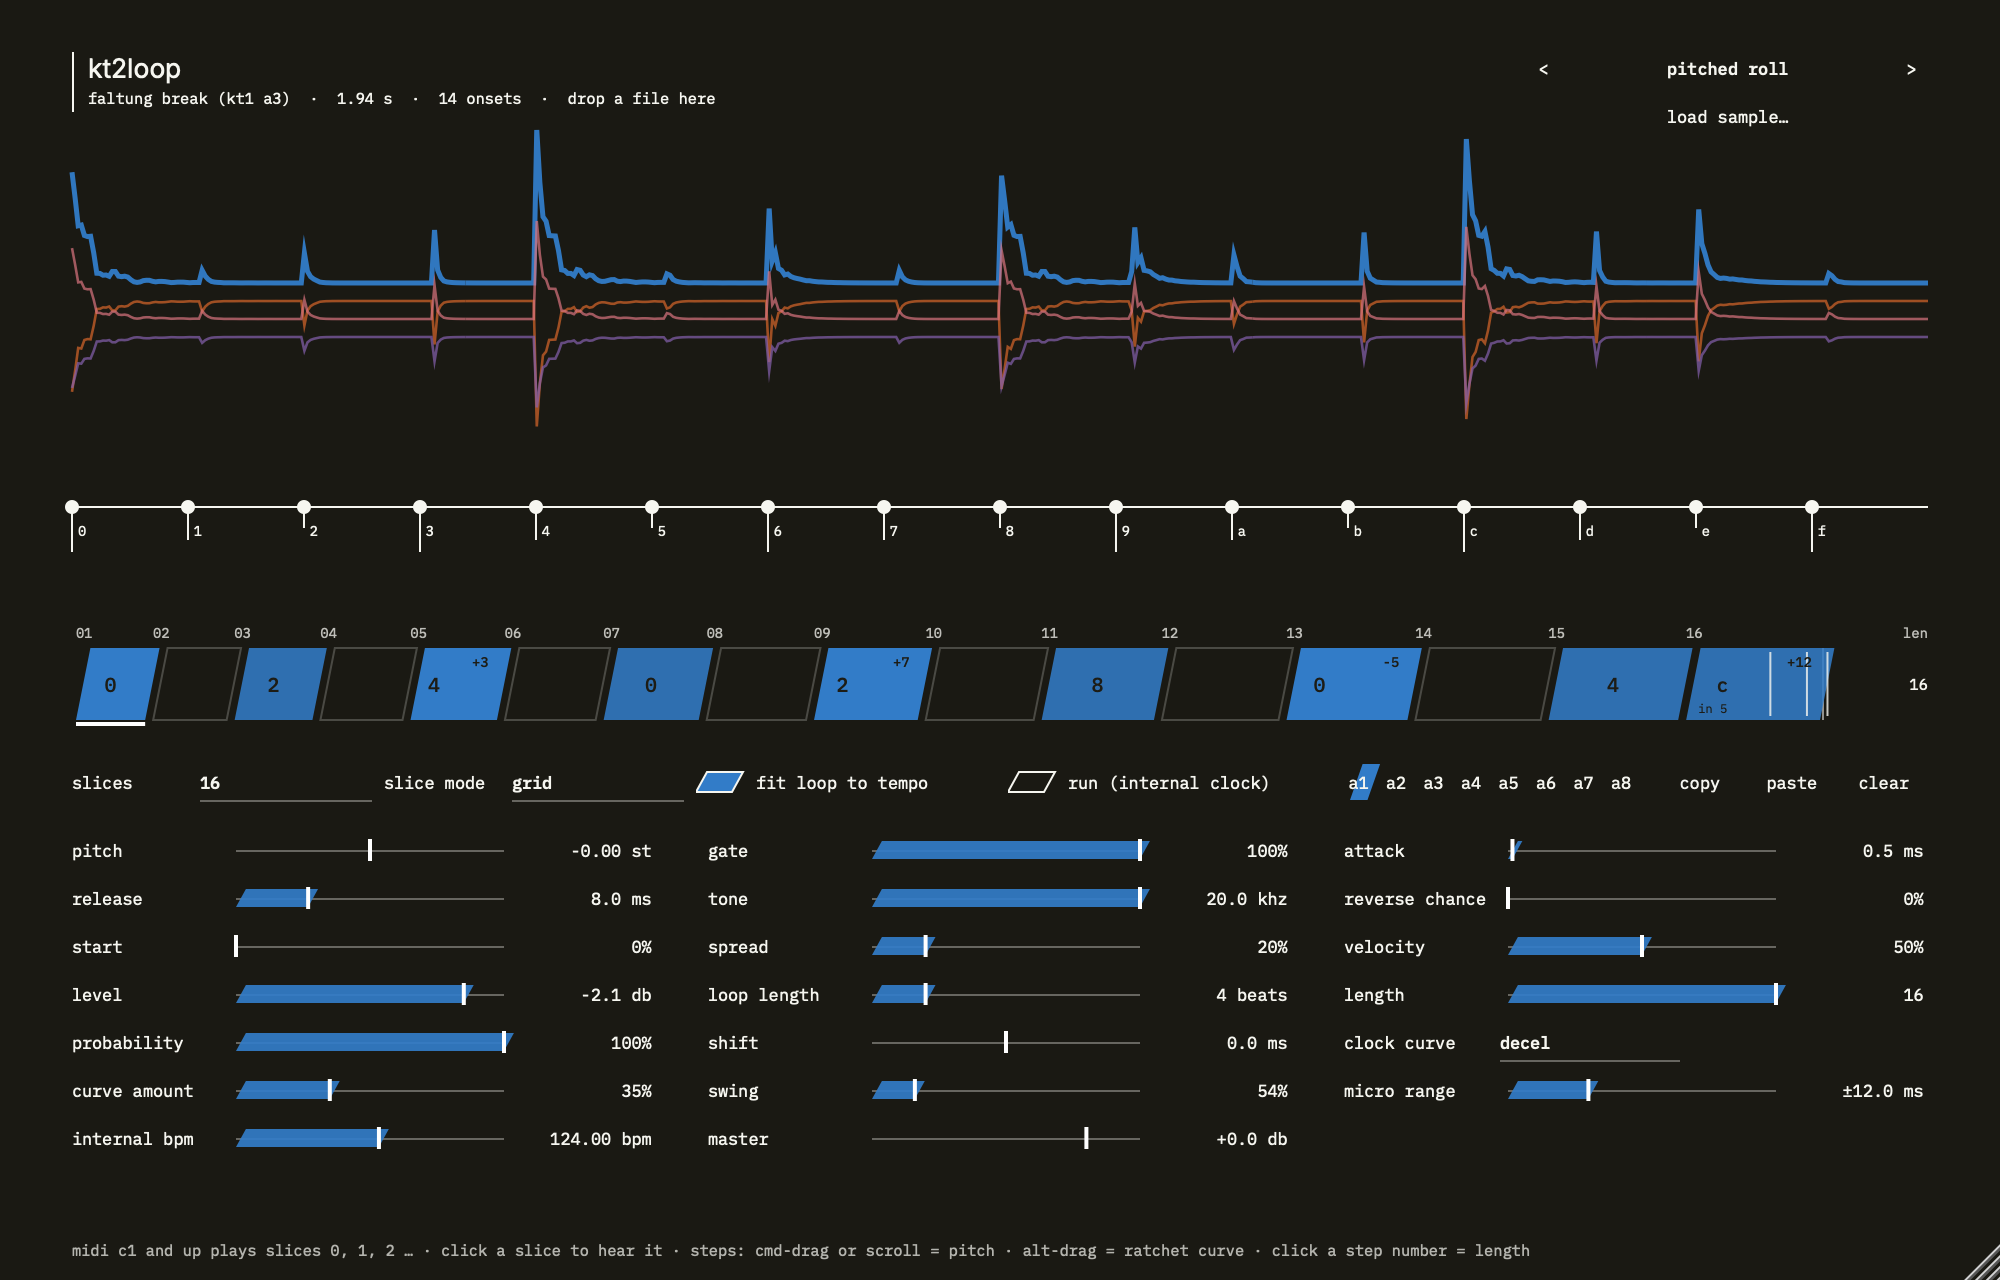 kt2loop
< pitched roll >
faltung break (kt1 a3) · 1.94 s · 14 onsets · drop a file here
load sample…
0 1 2 3 4 5 6 7 8 9 a b c d e f
01 02 03 04 05 06 07 08 09 10 11 12 13 14 15 16 len
+3 +7 -5 +12
0 2 4 0 2 8 0 4 c 16
in 5
slices 16 slice mode grid fit loop to tempo run (internal clock) a1 a2 a3 a4 a5 a6 a7 a8 copy paste clear
pitch -0.00 st gate 100% attack 0.5 ms
release 8.0 ms tone 20.0 khz reverse chance 0%
start 0% spread 20% velocity 50%
level -2.1 db loop length 4 beats length 16
probability 100% shift 0.0 ms clock curve decel
curve amount 35% swing 54% micro range ±12.0 ms
internal bpm 124.00 bpm master +0.0 db
midi c1 and up plays slices 0, 1, 2 … · click a slice to hear it · steps: cmd-drag or scroll = pitch · alt-drag = ratchet curve · click a step number = length